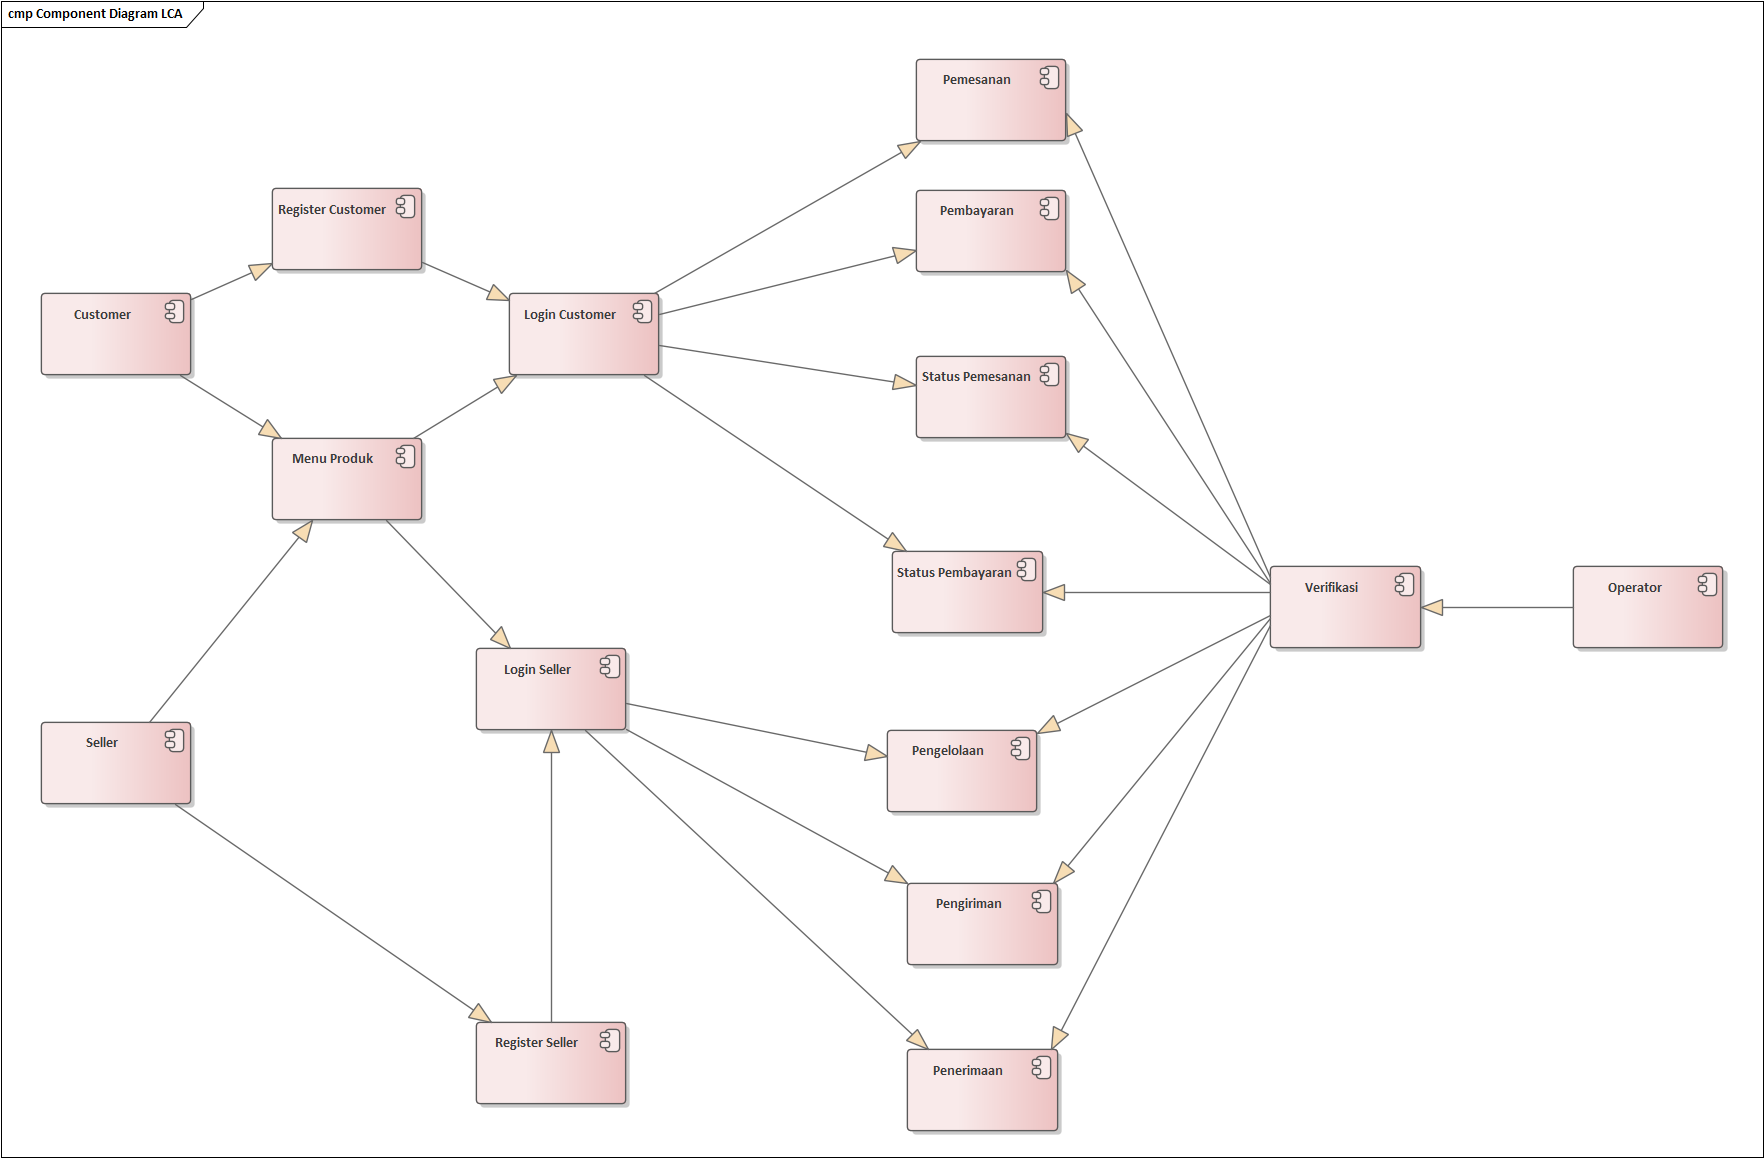 cmp Component Diagram LCA
Pemesanan
Register Customer
Pembayaran
Customer
Login Customer
Status Pemesanan
Menu Produk
Status Pembayaran
Verifikasi
Operator
Login Seller
Seller
Pengelolaan
Pengiriman
Register Seller
Penerimaan